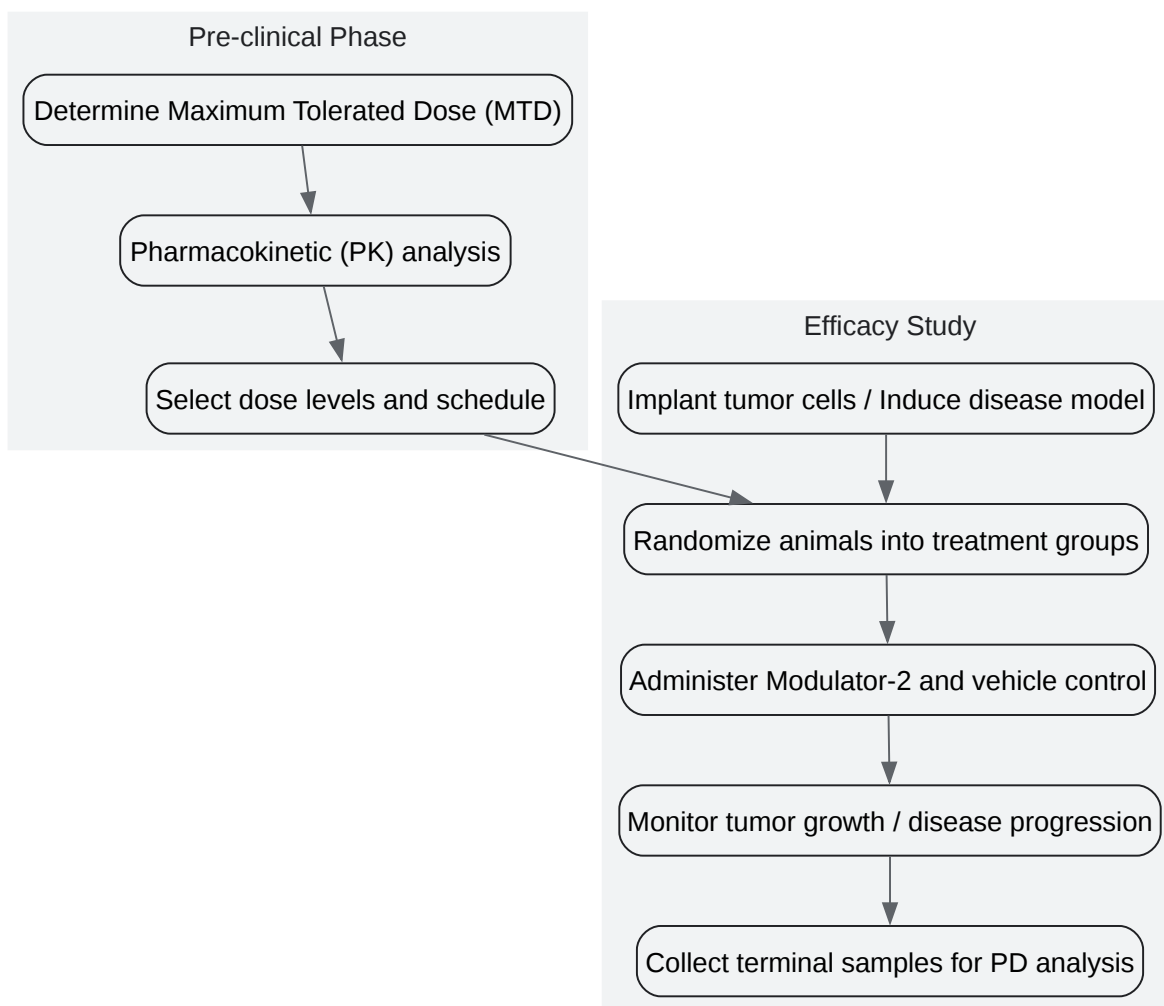 Pre-clinical Phase
Determine Maximum Tolerated Dose (MTD)
Pharmacokinetic (PK) analysis
Select dose levels and schedule
Efficacy Study
Implant tumor cells / Induce disease model
Randomize animals into treatment groups
Administer Modulator-2 and vehicle control
Monitor tumor growth / disease progression
Collect terminal samples for PD analysis